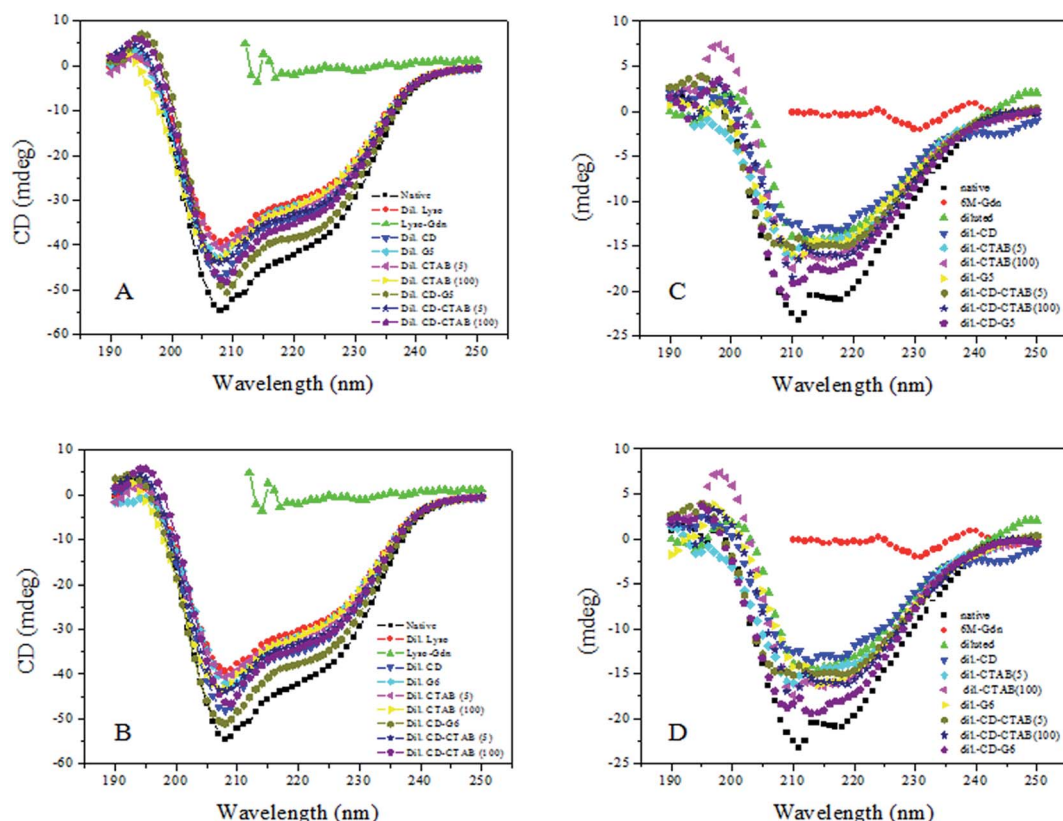 10
0
-10
-20
-30
-40
-50
-60
CD (mdeg)
190 200 210 220 230 240 250
Wavelength (nm)
A
Native
Dil. Lyso
Lyso-Gdn
Dil. CD
Dil. G5
Dil. CTAB (5)
Dil. CTAB (100)
Dil. CD-G5
Dil. CD-CTAB (5)
Dil. CD-CTAB (100)
10
5
0
-5
-10
-15
-20
-25
(mdeg)
190 200 210 220 230 240 250
Wavelength (nm)
C
native
6M-Gdn
diluted
dil-CD
dil-CTAB(5)
dil-CTAB(100)
dil-G5
dil-CD-CTAB(5)
dil-CD-CTAB(100)
dil-CD-G5
10
0
-10
-20
-30
-40
-50
-60
CD (mdeg)
190 200 210 220 230 240 250
Wavelength (nm)
B
Native
Dil. Lyso
Lyso-Gdn
Dil. CD
Dil. G6
Dil. CTAB (5)
Dil. CTAB (100)
Dil. CD-G6
Dil. CD-CTAB (5)
Dil. CD-CTAB (100)
10
5
0
-5
-10
-15
-20
-25
(mdeg)
190 200 210 220 230 240 250
Wavelength (nm)
D
native
6M-Gdn
diluted
dil-CD
dil-CTAB(5)
dil-CTAB(100)
dil-G6
dil-CD-CTAB(5)
dil-CD-CTAB(100)
dil-CD-G6